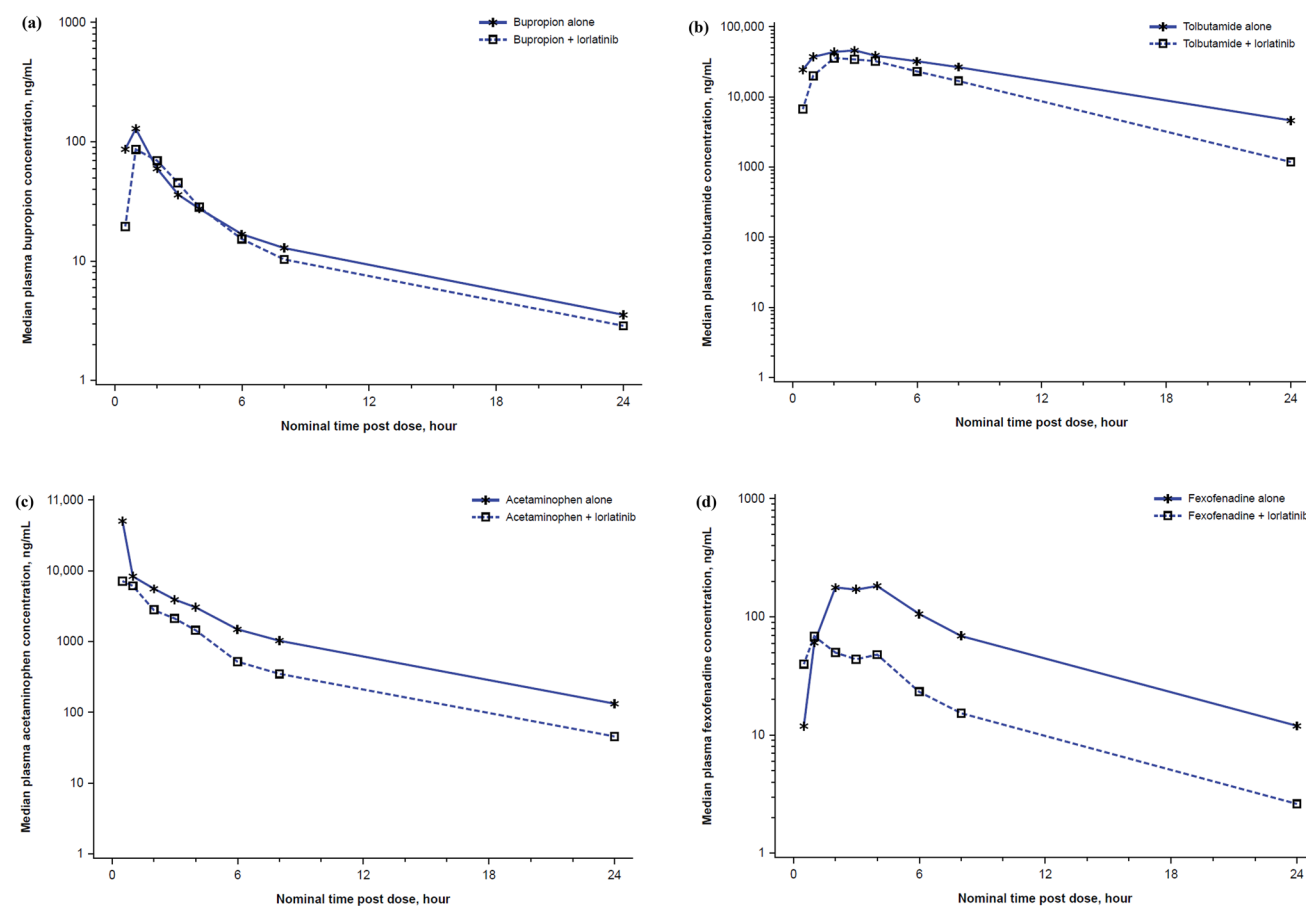 (a)
Bupropion alone
Bupropion + lorlatinib
Median plasma bupropion concentration, ng/mL
1000
100
10
1
0 6 12 18 24
Nominal time post dose, hour
(b)
Tolbutamide alone
Tolbutamide + lorlatinib
Median plasma tolbutamide concentration, ng/mL
100,000
10,000
1000
100
10
1
0 6 12 18 24
Nominal time post dose, hour
(c)
Acetaminophen alone
Acetaminophen + lorlatinib
Median plasma acetaminophen concentration, ng/mL
11,000
10,000
1000
100
10
1
0 6 12 18 24
Nominal time post dose, hour
(d)
Fexofenadine alone
Fexofenadine + lorlatinib
Median plasma fexofenadine concentration, ng/mL
1000
100
10
1
0 6 12 18 24
Nominal time post dose, hour